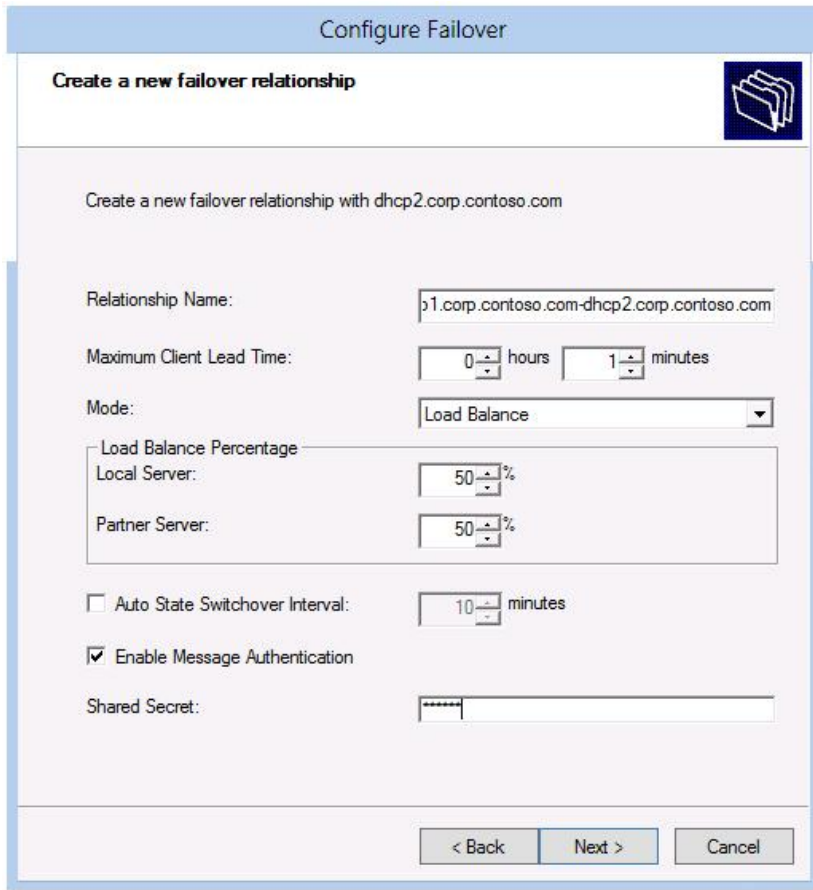 Configure Failover
Create a new failover relationship
Create a new failover relationship with dhcp2.corp.contoso.com
Relationship Name: o1.corp.contoso.com-dhcp2.corp.contoso.com
Maximum Client Lead Time: 0 hours 1 minutes
Mode: Load Balance
Load Balance Percentage
Local Server: 50 %
Partner Server: 50 %
Auto State Switchover Interval: 10 minutes
Enable Message Authentication
Shared Secret: ******
< Back Next > Cancel